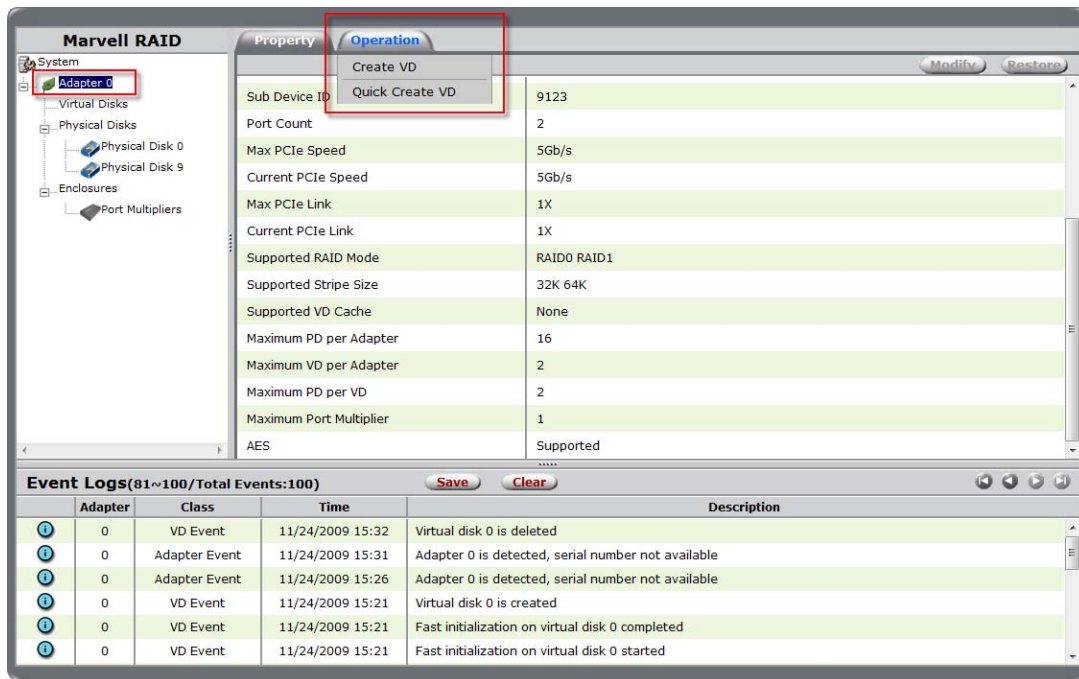 Marvell RAID
System
Adapter 0
Virtual Disks
Physical Disks
Physical Disk 0
Physical Disk 9
Enclosures
Port Multipliers
Property Operation
Create VD
Quick Create VD
Modify Restore
Sub Device ID 9123
Port Count 2
Max PCIe Speed 5Gb/s
Current PCIe Speed 5Gb/s
Max PCIe Link 1X
Current PCIe Link 1X
Supported RAID Mode RAID0 RAID1
Supported Stripe Size 32K 64K
Supported VD Cache None
Maximum PD per Adapter 16
Maximum VD per Adapter 2
Maximum PD per VD 2
Maximum Port Multiplier 1
AES Supported
Event Logs(81~100/Total Events:100) Save Clear
Adapter Class Time Description
0 VD Event 11/24/2009 15:32 Virtual disk 0 is deleted
0 Adapter Event 11/24/2009 15:31 Adapter 0 is detected, serial number not available
0 Adapter Event 11/24/2009 15:26 Adapter 0 is detected, serial number not available
0 VD Event 11/24/2009 15:21 Virtual disk 0 is created
0 VD Event 11/24/2009 15:21 Fast initialization on virtual disk 0 completed
0 VD Event 11/24/2009 15:21 Fast initialization on virtual disk 0 started